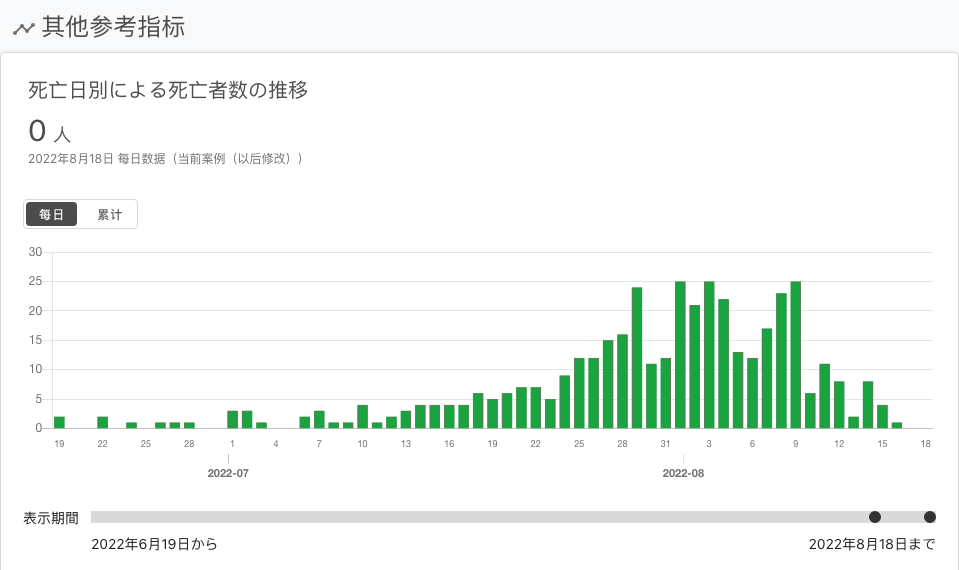 其他参考指标
死亡日別による死亡者数の推移
0 人
2022年8月18日 每日数据（当前案例（以后修改））
每日 累计
30
25
20
15
10
5
0
19 22 25 28 1 4 7 10 13 16 19 22 25 28 31 3 6 9 12 15 18
2022-07 2022-08
表示期間
2022年6月19日から 2022年8月18日まで